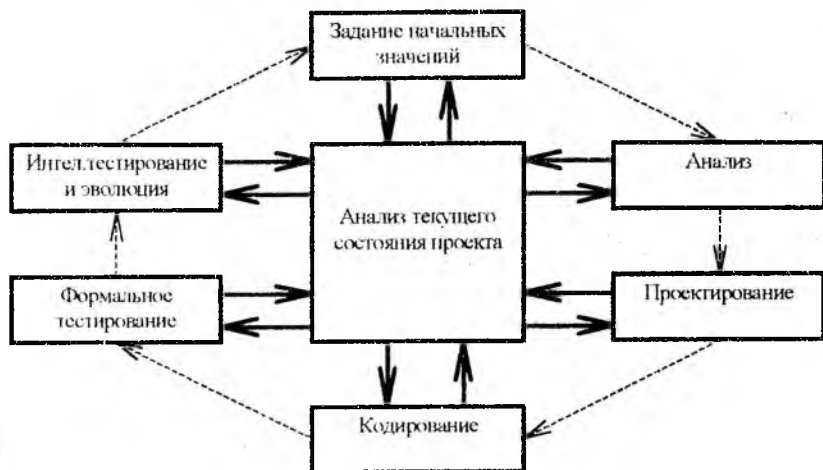 Задание начальных
значений
Интел.тестирование
и эволюция
Анализ
Анализ текущего
состояния проекта
Формальное
тестирование
Проектирование
Кодирование